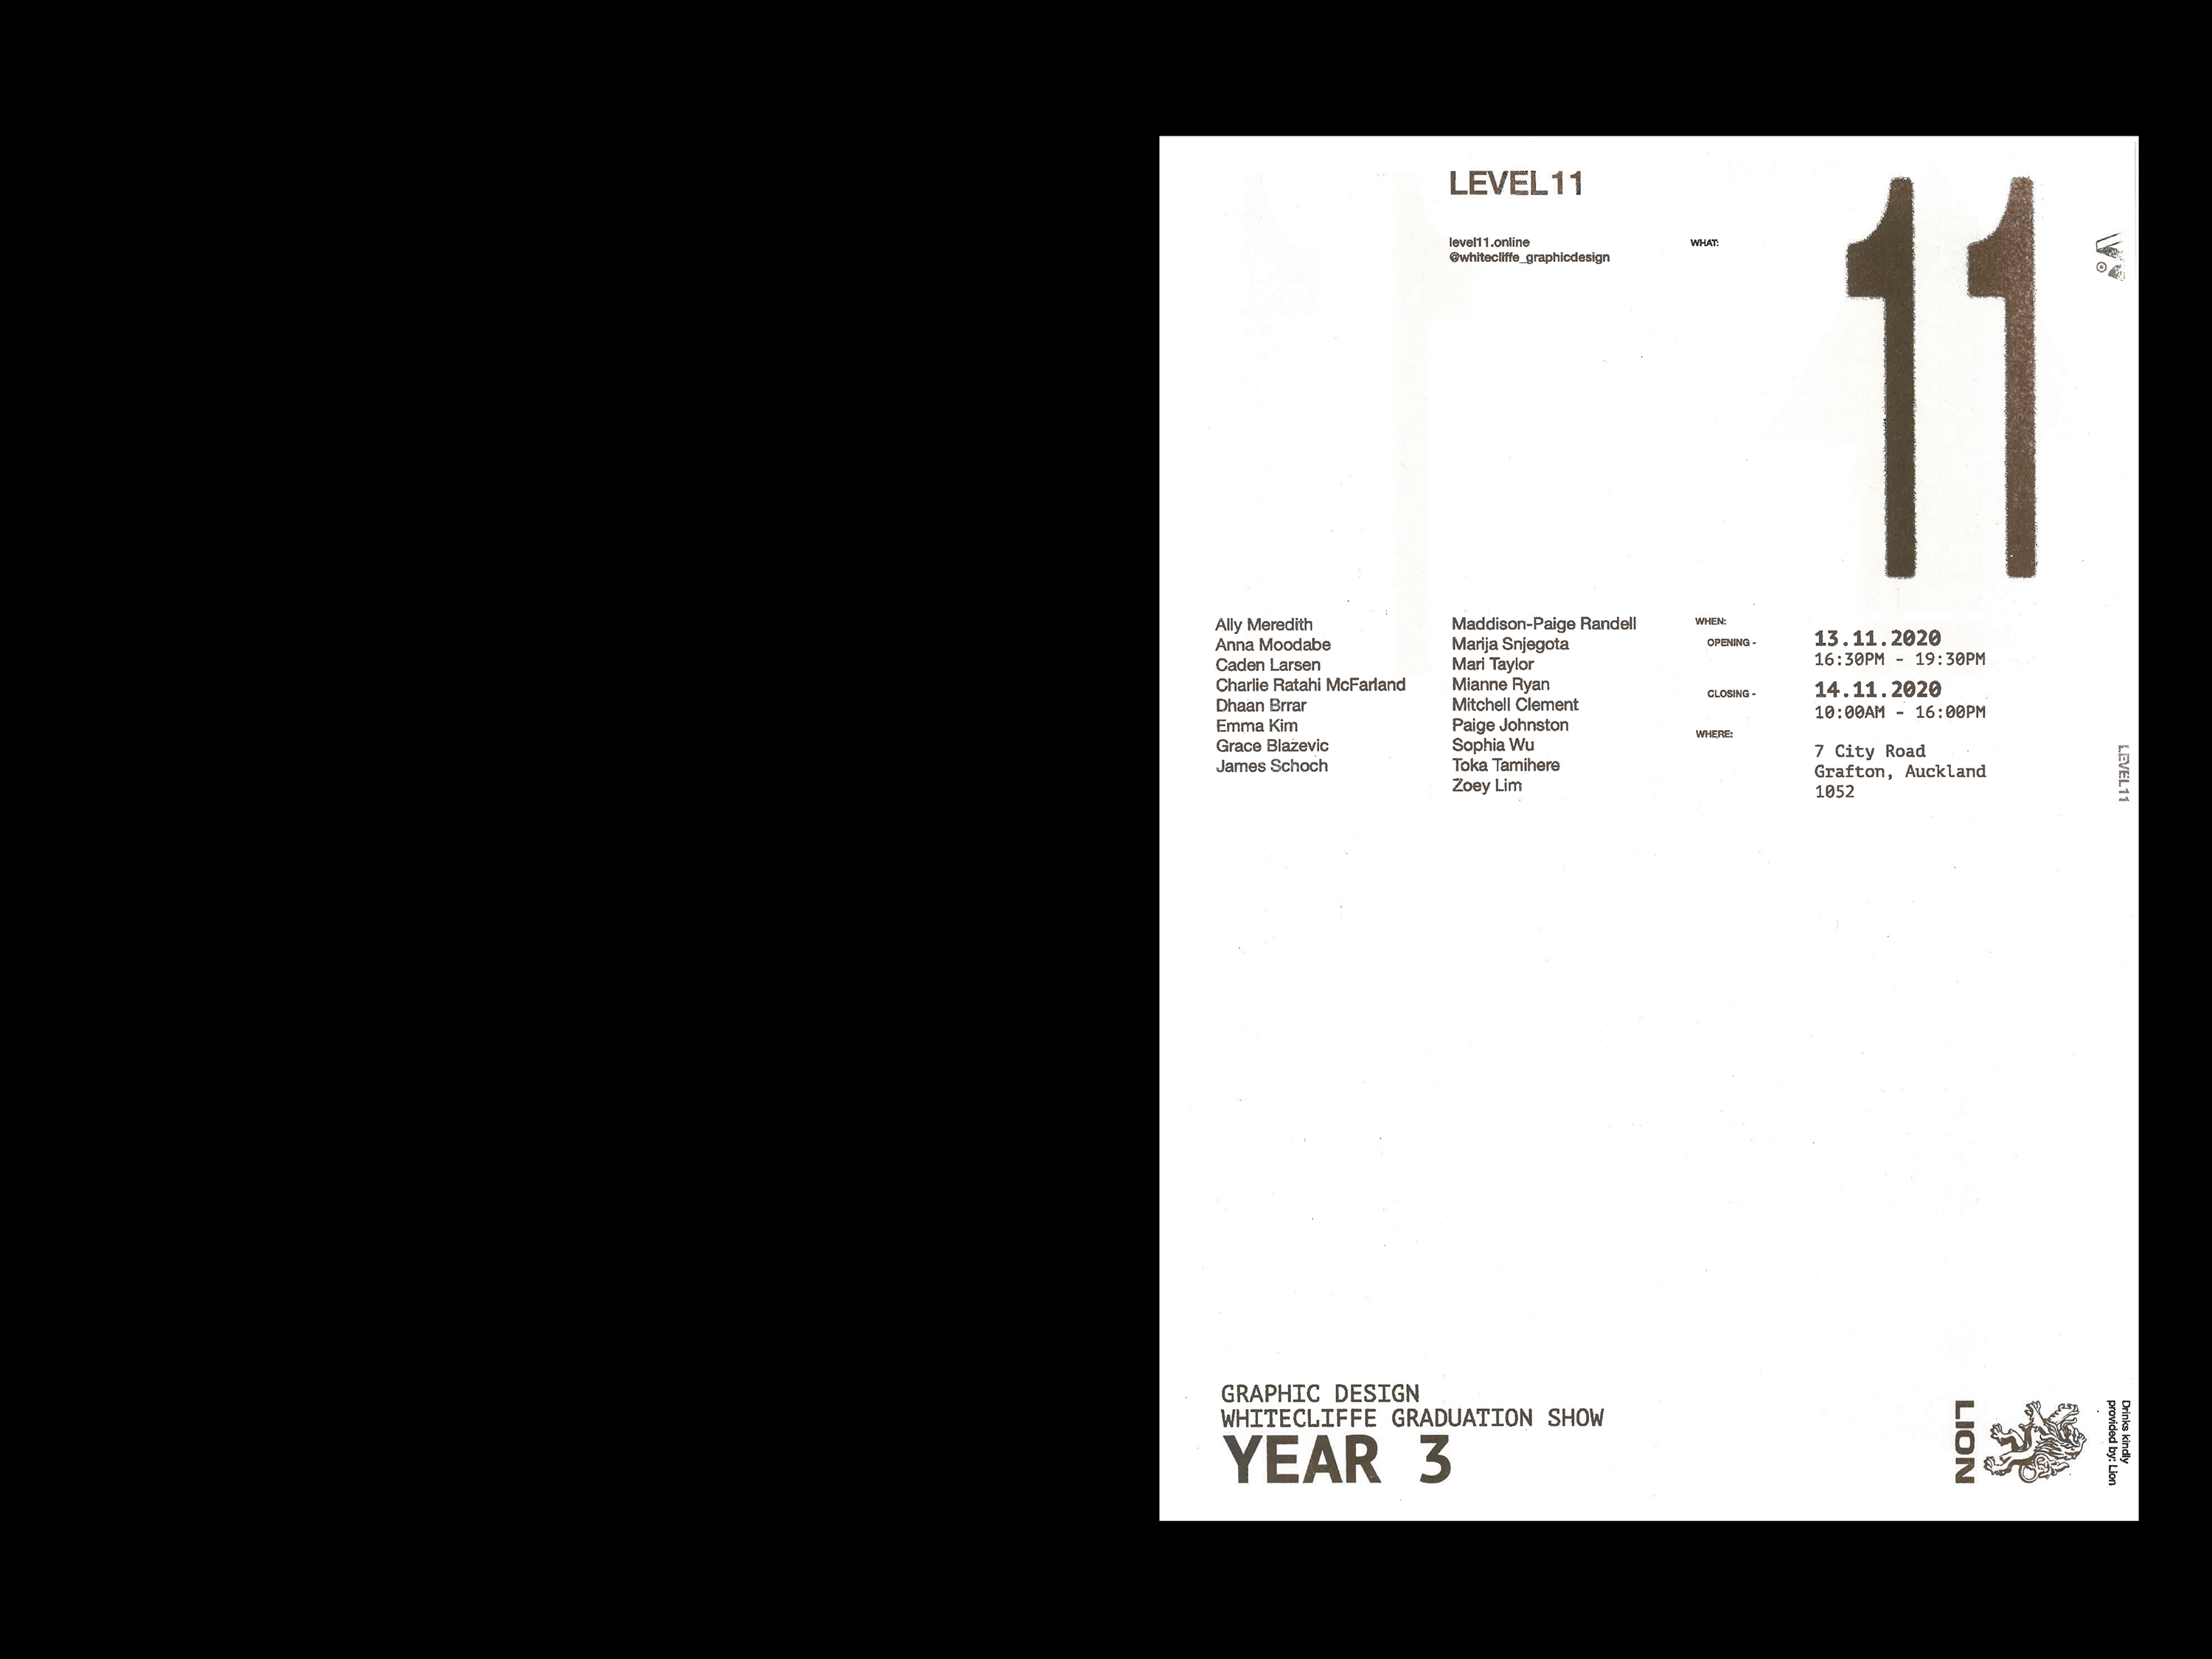 LEVEL11
level11.online
@whitecliffe_graphicdesign
WHAT:
11
Ally Meredith
Anna Moodabe
Caden Larsen
Charlie Ratahi McFarland
Dhaan Brrar
Emma Kim
Grace Blazevic
James Schoch
Maddison-Paige Randell
Marija Snjegota
Mari Taylor
Mianne Ryan
Mitchell Clement
Paige Johnston
Sophia Wu
Toka Tamihere
Zoey Lim
WHEN:
OPENING -
13.11.2020
16:30PM - 19:30PM
CLOSING -
14.11.2020
10:00AM - 16:00PM
WHERE:
7 City Road
Grafton, Auckland
1052
LEVEL11
GRAPHIC DESIGN
WHITECLIFFE GRADUATION SHOW
YEAR 3
LION
Drinks kindly
provided by: Lion